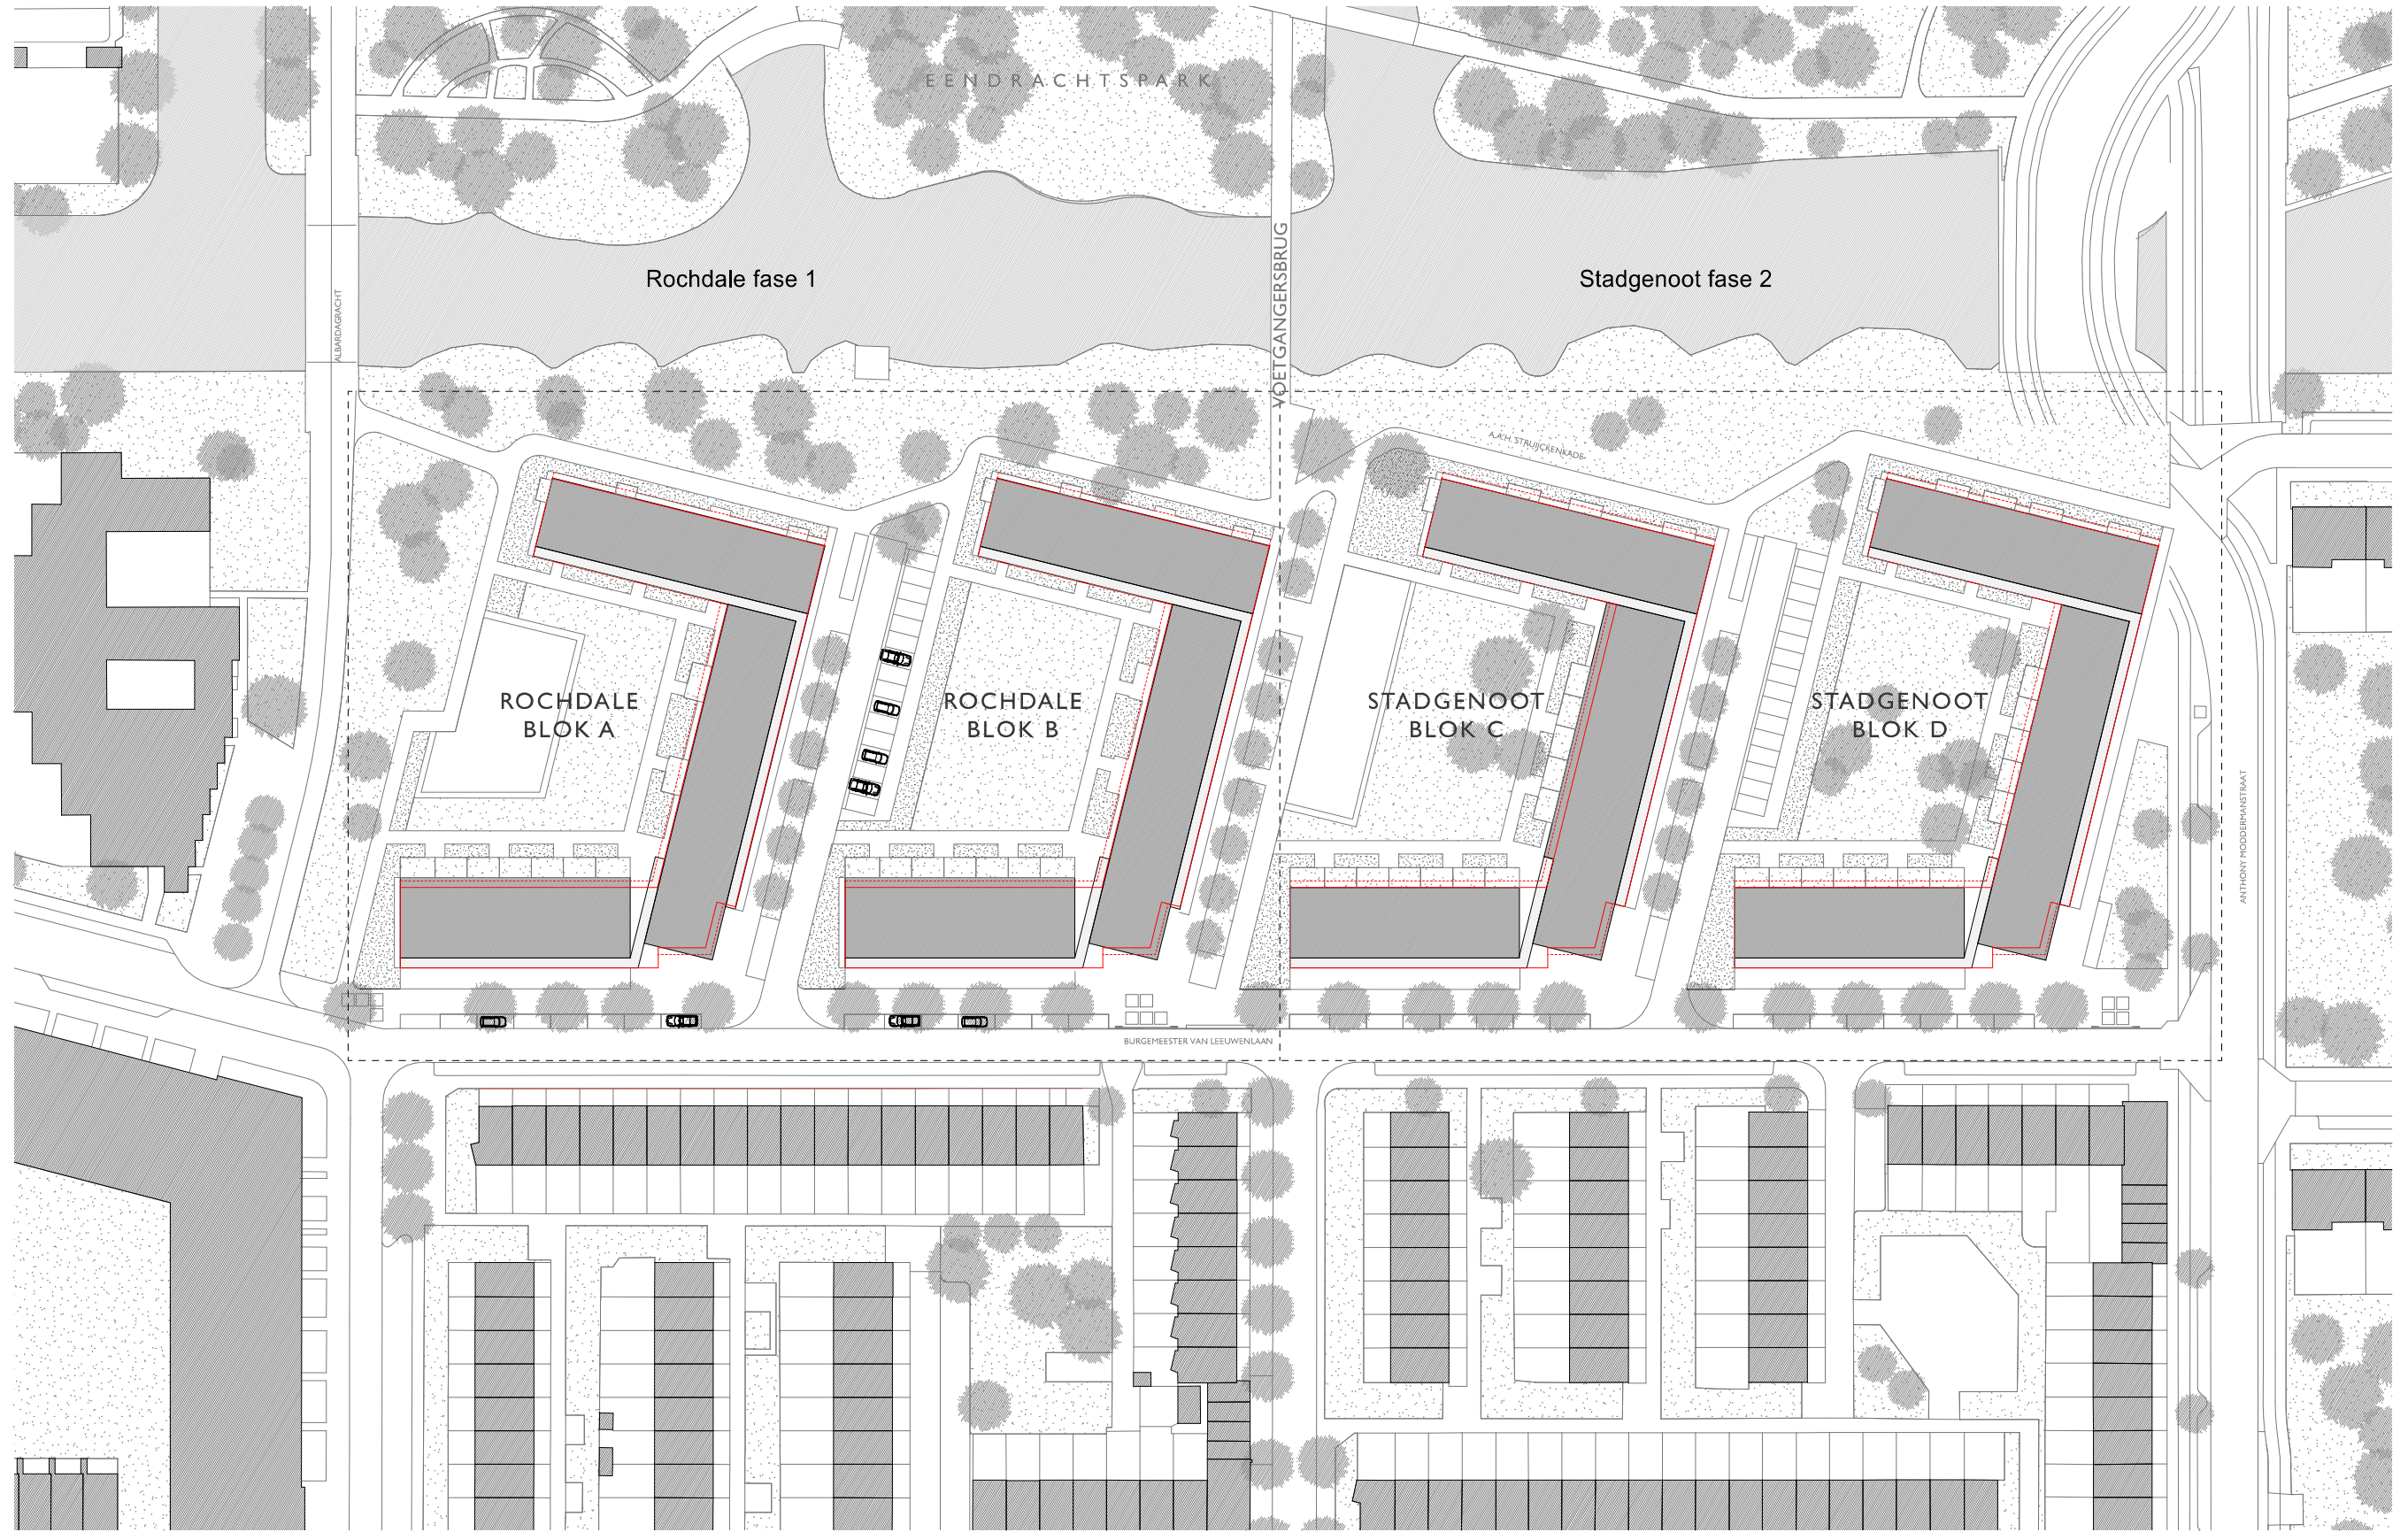 EENDRACHTSPARK
Rochdale fase 1
Stadgenoot fase 2
VOETGANGERSBRUG
ALBARDAGRACHT
A.A.H. STRUIJCKENKADE
ROCHDALE
BLOK A
ROCHDALE
BLOK B
STADGENOOT
BLOK C
STADGENOOT
BLOK D
ANTHONY MODDERMANSTRAAT
BURGEMEESTER VAN LEEUWENLAAN